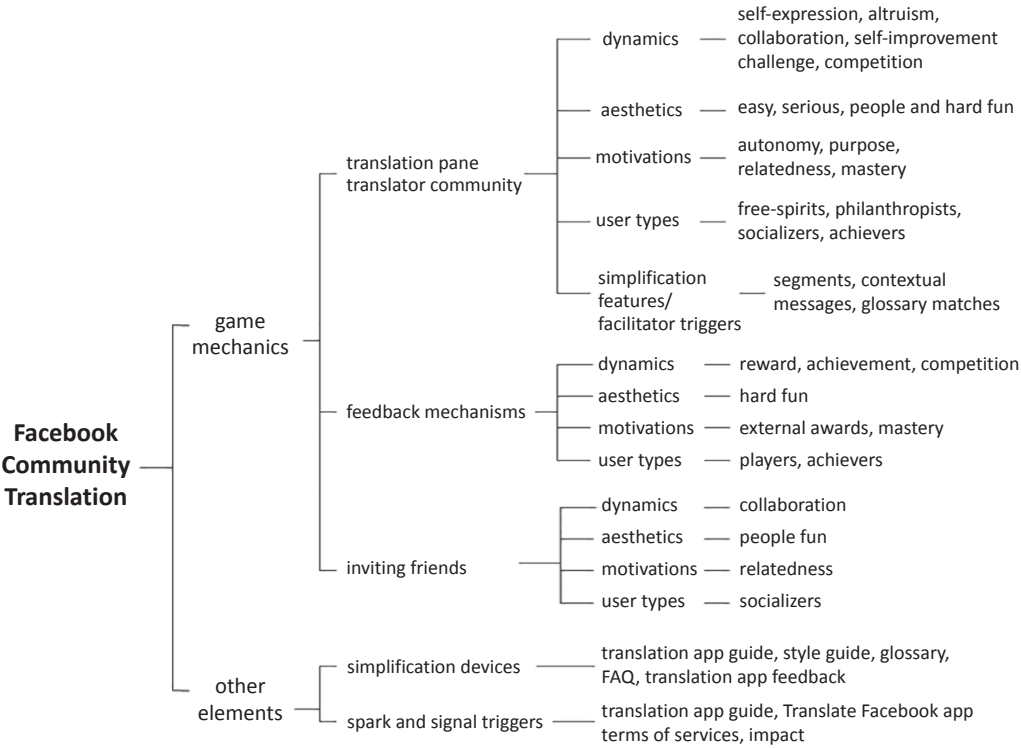 Facebook
Community
Translation
game
mechanics
translation pane
translator community
dynamics
self-expression, altruism,
collaboration, self-improvement
challenge, competition
aesthetics
easy, serious, people and hard fun
motivations
autonomy, purpose,
relatedness, mastery
user types
free-spirits, philanthropists,
socializers, achievers
simplification
features/
facilitator triggers
segments, contextual
messages, glossary matches
feedback mechanisms
dynamics
reward, achievement, competition
aesthetics
hard fun
motivations
external awards, mastery
user types
players, achievers
inviting friends
dynamics
collaboration
aesthetics
people fun
motivations
relatedness
user types
socializers
other
elements
simplification devices
translation app guide, style guide, glossary,
FAQ, translation app feedback
spark and signal triggers
translation app guide, Translate Facebook app
terms of services, impact